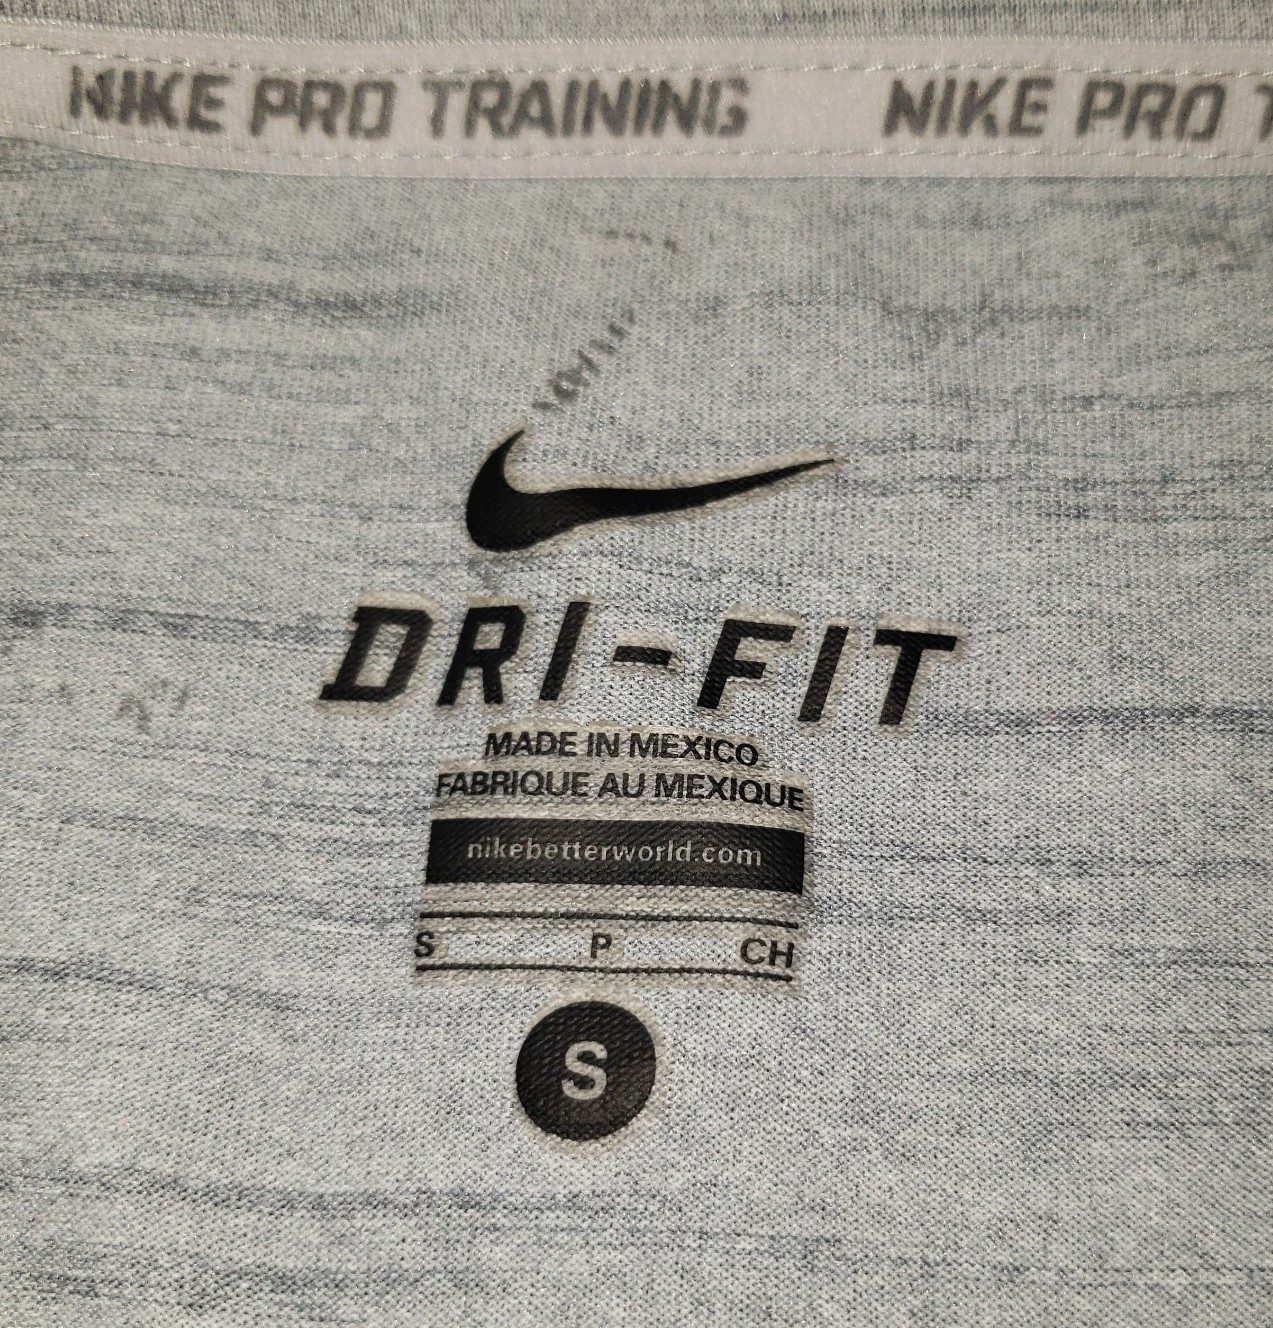 NIKE PRO TRAINING NIKE PRO
DRI-FIT
MADE IN MEXICO
FABRIQUE AU MEXIQUE
nikebetterworld.com
S P CH
S